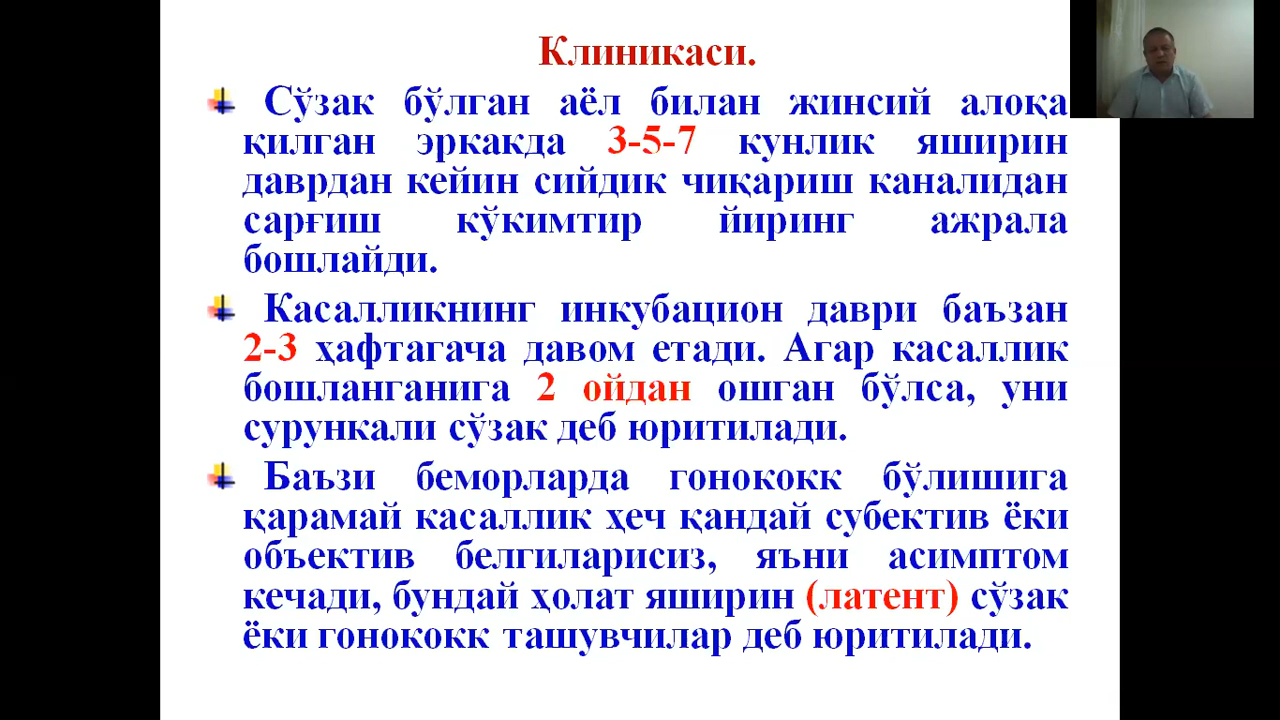 Клиникаси.
Сўзак бўлган аёл билан жинсий алоқа
қилган эркакда 3-5-7 кунлик яширин
даврдан кейин сийдик чиқариш каналидан
сарғиш кўкимтир йиринг ажрала
бошлайди.
Касалликнинг инкубацион даври баъзан
2-3 ҳафтагача давом етади. Агар касаллик
бошланганига 2 ойдан ошган бўлса, уни
сурункали сўзак деб юритилади.
Баъзи беморларда гонококк бўлишига
қарамай касаллик ҳеч қандай субектив ёки
объектив белгиларисиз, яъни асимптом
кечади, бундай ҳолат яширин (латент) сўзак
ёки гонококк ташувчилар деб юритилади.